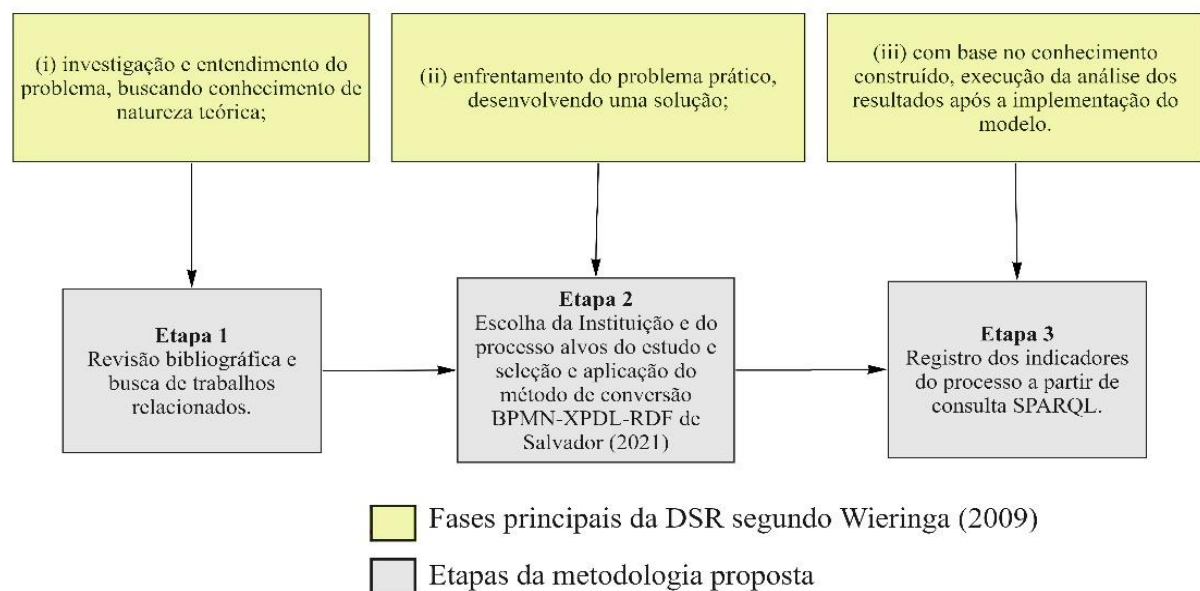 (i) investigação e entendimento do
problema, buscando conhecimento de
natureza teórica;
(ii) enfrentamento do problema prático,
desenvolvendo uma solução;
(iii) com base no conhecimento
construído, execução da análise dos
resultados após a implementação do
modelo.
Etapa 1
Revisão bibliográfica e
busca de trabalhos
relacionados.
Etapa 2
Escolha da Instituição e do
processo alvos do estudo e
seleção e aplicação do
método de conversão
BPMN-XPDL-RDF de
Salvador (2021)
Etapa 3
Registro dos indicadores
do processo a partir de
consulta SPARQL.
Fases principais da DSR segundo Wieringa (2009)
Etapas da metodologia proposta